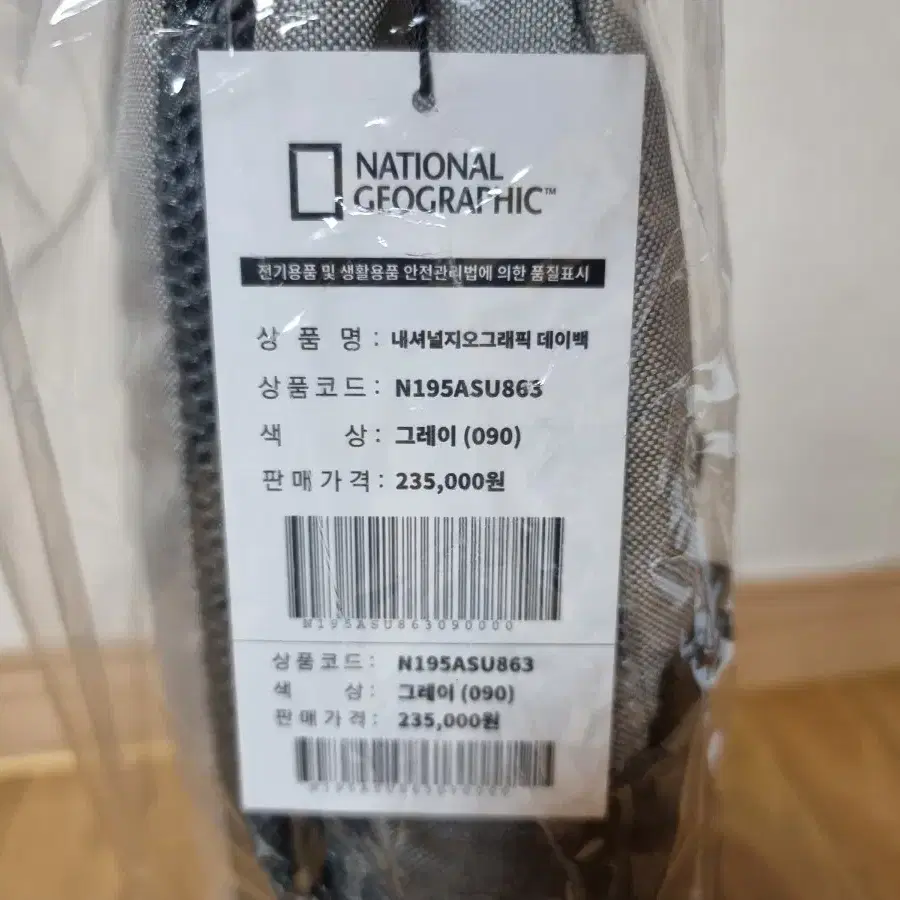 NATIONAL
GEOGRAPHIC™
전기용품 및 생활용품 안전관리법에 의한 품질표시
상 품 명 : 내셔널지오그래픽 데이백
상품코드 : N195ASU863
색 상 : 그레이 (090)
판매가격 : 235,000원
N195ASU863090000
상품코드 : N195ASU863
색 상 : 그레이 (090)
판매가격 : 235,000원
N195ASU863090000